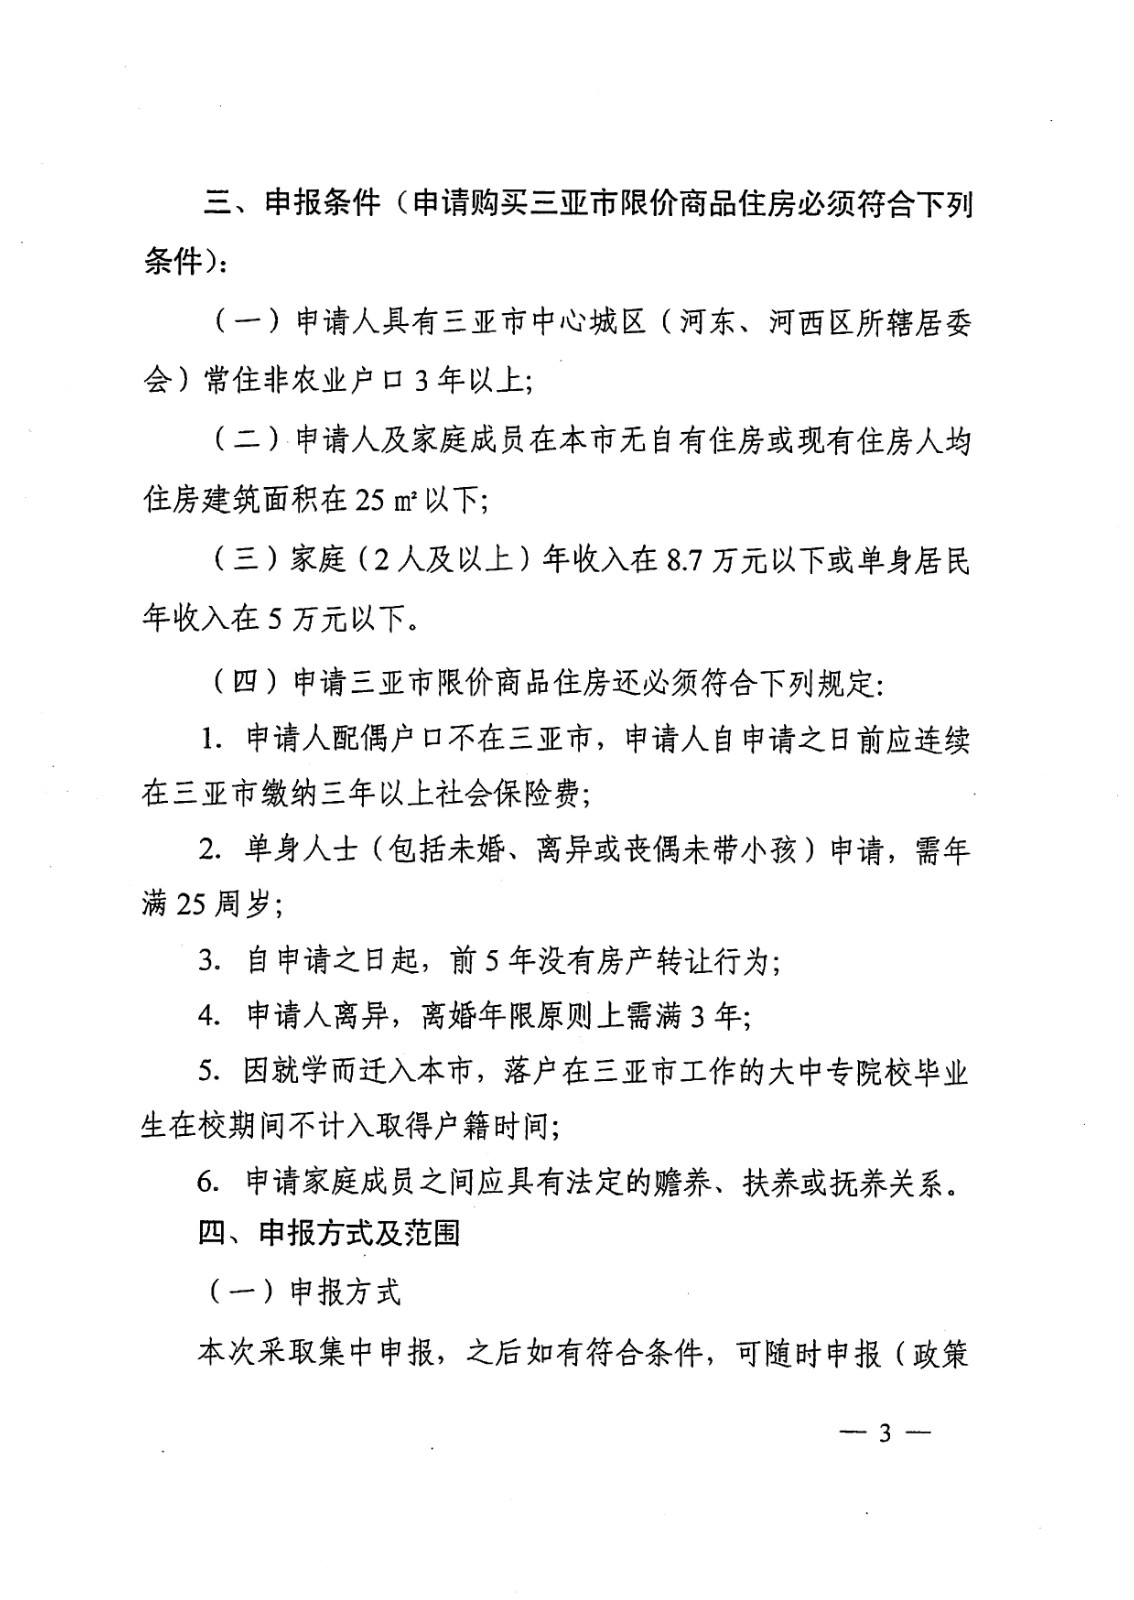 三、申报条件（申请购买三亚市限价商品住房必须符合下列
条件）：
（一）申请人具有三亚市中心城区（河东、河西区所辖居委
会）常住非农业户口 3 年以上；
（二）申请人及家庭成员在本市无自有住房或现有住房人均
住房建筑面积在 25 ㎡以下；
（三）家庭（2 人及以上）年收入在 8.7 万元以下或单身居民
年收入在 5 万元以下。
（四）申请三亚市限价商品住房还必须符合下列规定：
1. 申请人配偶户口不在三亚市，申请人自申请之日前应连续
在三亚市缴纳三年以上社会保险费；
2. 单身人士（包括未婚、离异或丧偶未带小孩）申请，需年
满 25 周岁；
3. 自申请之日起，前 5 年没有房产转让行为；
4. 申请人离异，离婚年限原则上需满 3 年；
5. 因就学而迁入本市，落户在三亚市工作的大中专院校毕业
生在校期间不计入取得户籍时间；
6. 申请家庭成员之间应具有法定的赡养、扶养或抚养关系。
四、申报方式及范围
（一）申报方式
本次采取集中申报，之后如有符合条件，可随时申报（政策
— 3 —